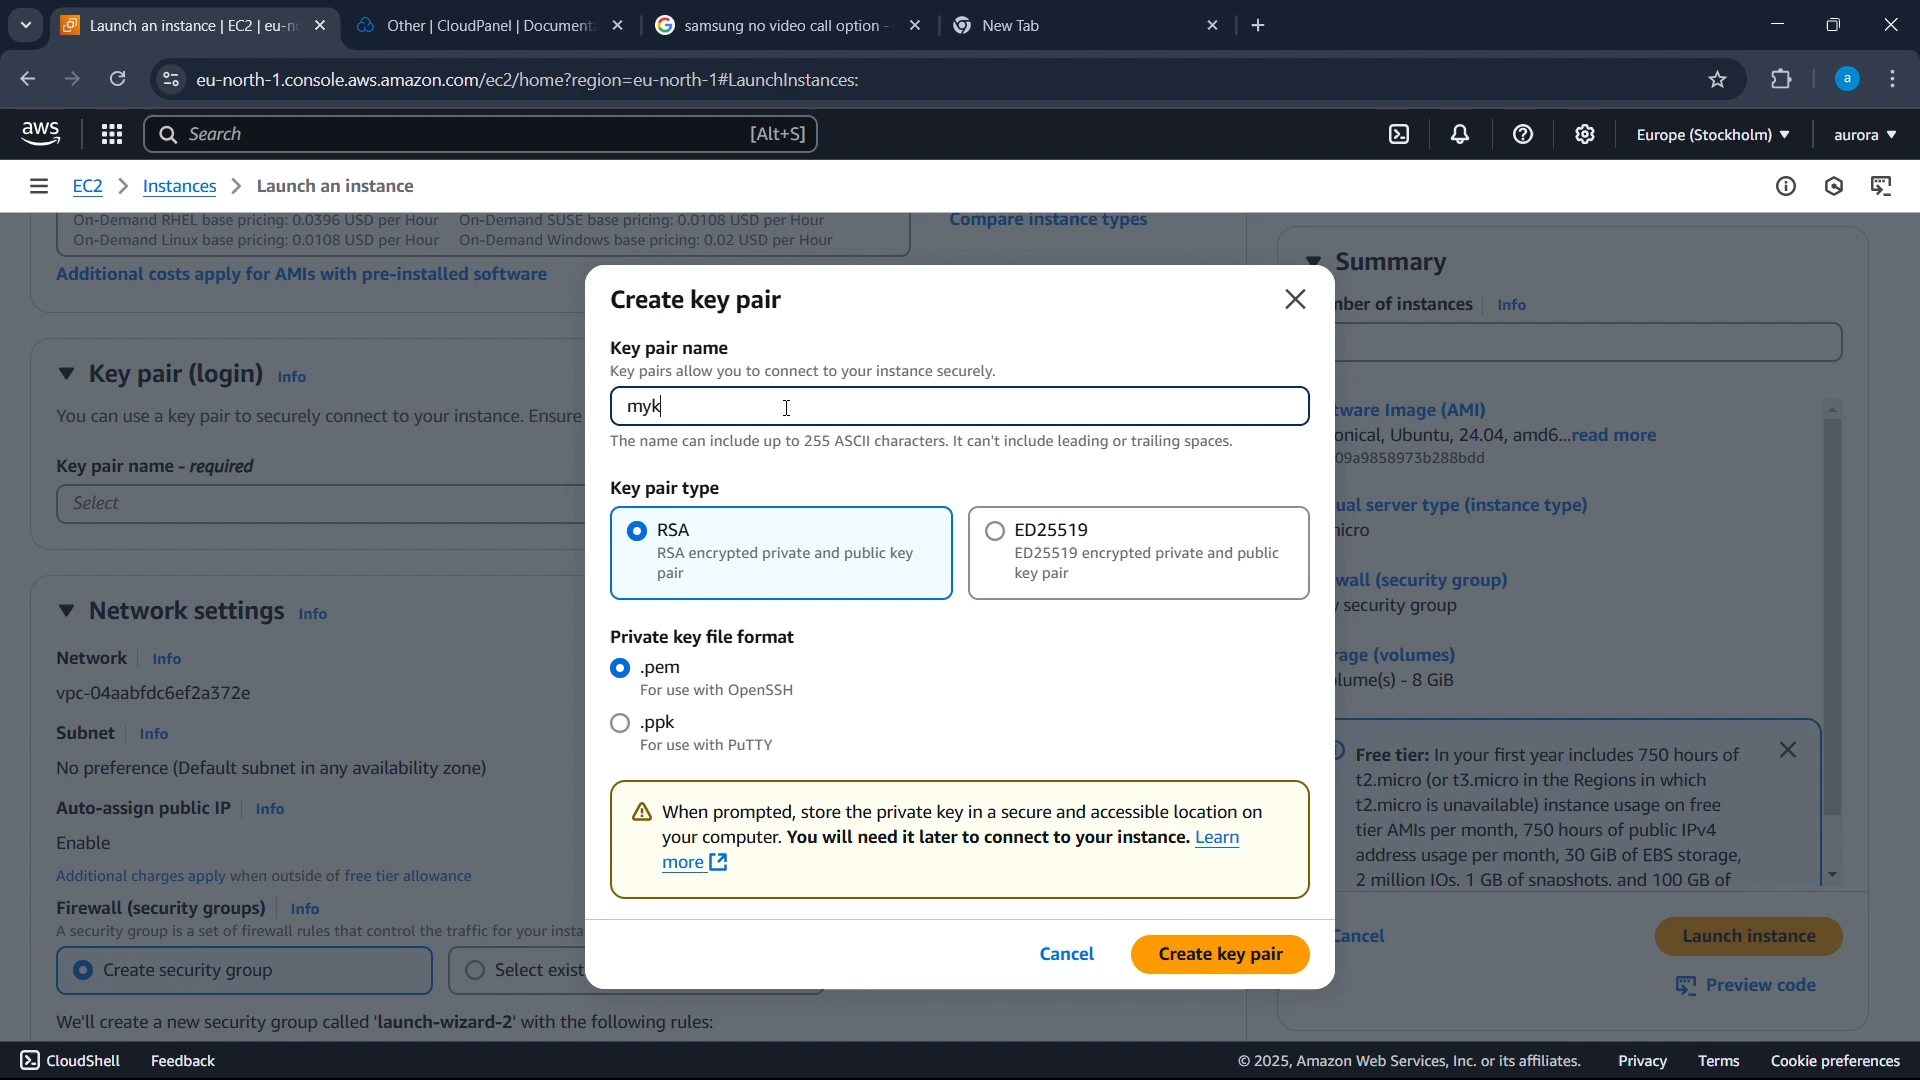 Launch an instance | EC2 | eu-n
Other | CloudPanel | Documenta
samsung no video call option -
New Tab
eu-north-1.console.aws.amazon.com/ec2/home?region=eu-north-1#LaunchInstances:
a
aws
Search
[Alt+S]
Europe (Stockholm)
aurora
EC2
Instances
Launch an instance
On-Demand RHEL base pricing: 0.0396 USD per Hour On-Demand SUSE base pricing: 0.0108 USD per Hour
On-Demand Linux base pricing: 0.0108 USD per Hour On-Demand Windows base pricing: 0.02 USD per Hour
Compare instance types
Additional costs apply for AMIs with pre-installed software
Key pair (login) Info
You can use a key pair to securely connect to your instance. Ensure
Key pair name - required
Select
Network settings Info
Network Info
vpc-04aabfdc6ef2a372e
Subnet Info
No preference (Default subnet in any availability zone)
Auto-assign public IP Info
Enable
Additional charges apply when outside of free tier allowance
Firewall (security groups) Info
A security group is a set of firewall rules that control the traffic for your insta
Create security group
Select exist
We'll create a new security group called 'launch-wizard-2' with the following rules:
Create key pair
Key pair name
Key pairs allow you to connect to your instance securely.
myk
The name can include up to 255 ASCII characters. It can't include leading or trailing spaces.
Key pair type
RSA
RSA encrypted private and public key
pair
ED25519
ED25519 encrypted private and public
key pair
Private key file format
.pem
For use with OpenSSH
.ppk
For use with PuTTY
When prompted, store the private key in a secure and accessible location on
your computer. You will need it later to connect to your instance. Learn
more
Cancel
Create key pair
Summary
nber of instances Info
tware Image (AMI)
onical, Ubuntu, 24.04, amd6...read more
09a9858973b288bdd
ual server type (instance type)
nicro
wall (security group)
security group
rage (volumes)
lume(s) - 8 GiB
Free tier: In your first year includes 750 hours of
t2.micro (or t3.micro in the Regions in which
t2.micro is unavailable) instance usage on free
tier AMIs per month, 750 hours of public IPv4
address usage per month, 30 GiB of EBS storage,
2 million IOs, 1 GB of snapshots, and 100 GB of
Cancel
Launch instance
Preview code
CloudShell
Feedback
© 2025, Amazon Web Services, Inc. or its affiliates.
Privacy
Terms
Cookie preferences